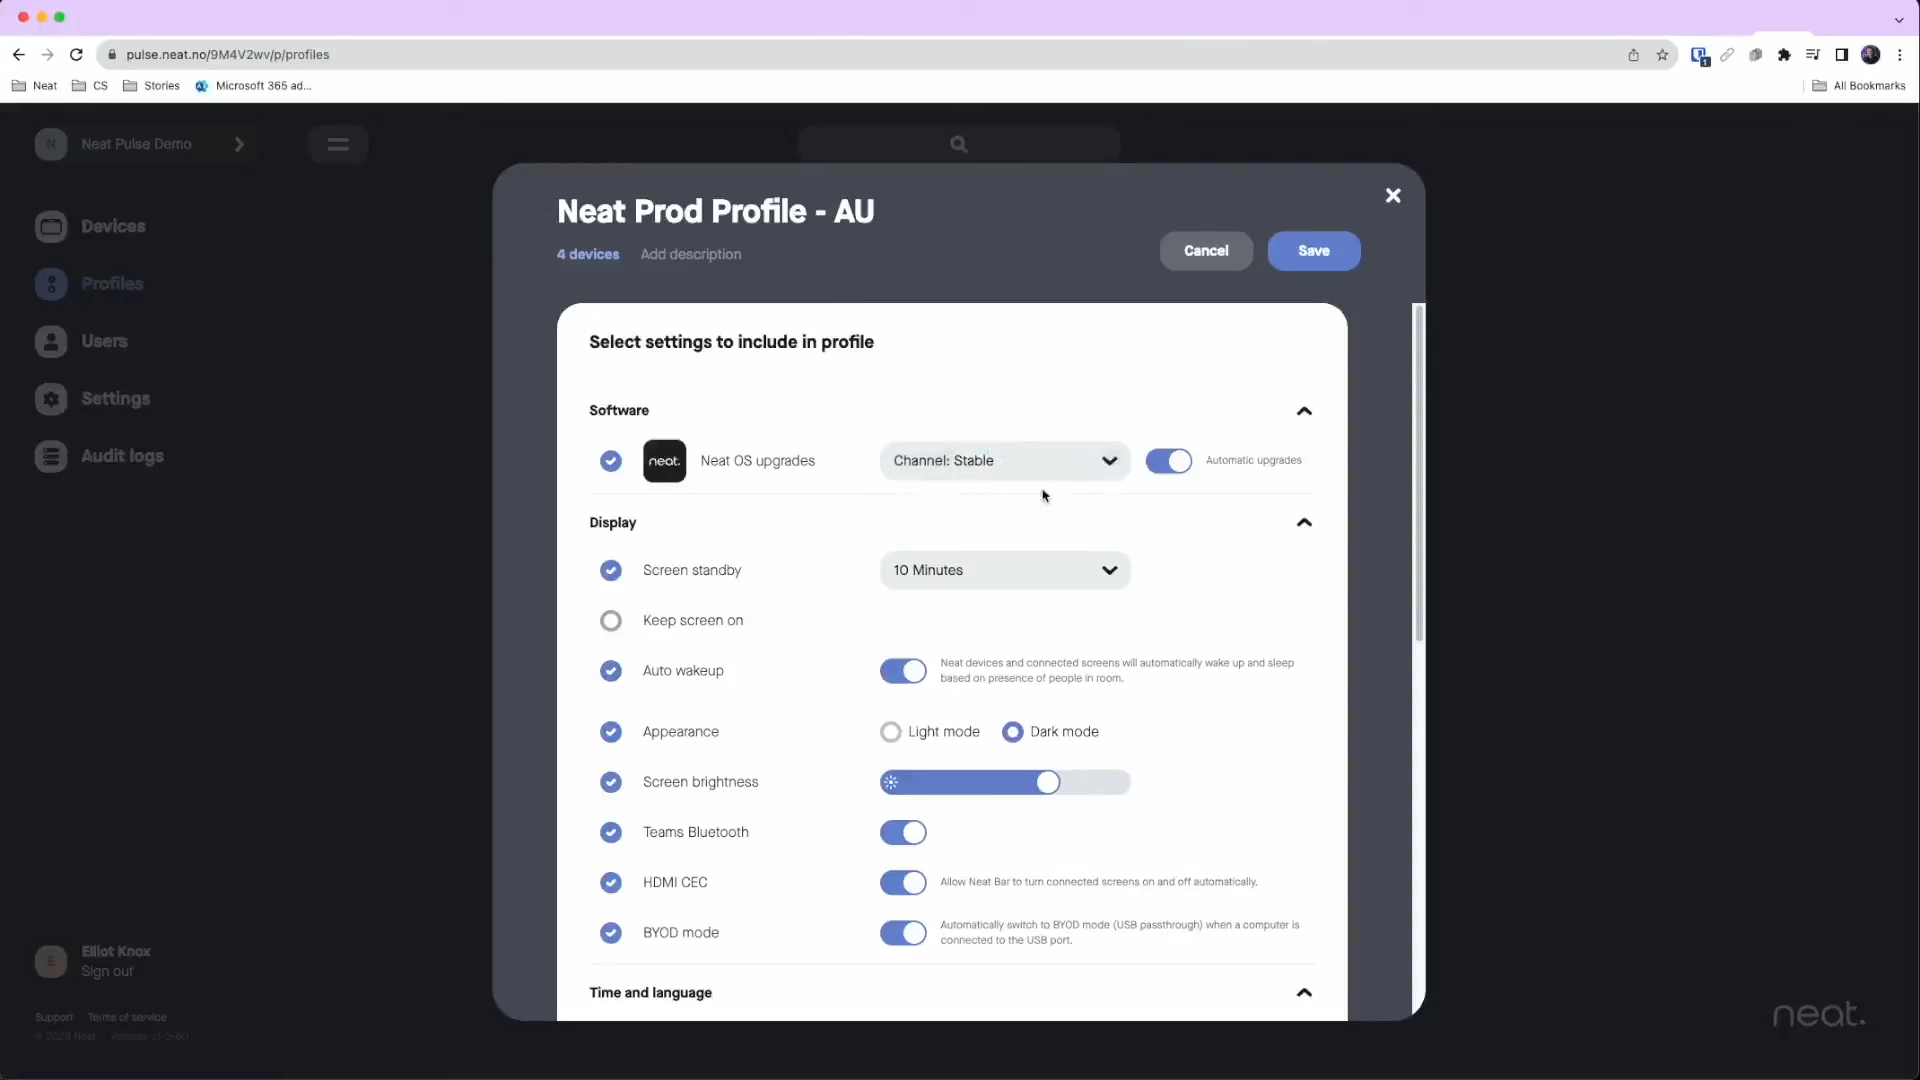 pulse.neat.no/9M4V2wv/p/profiles
1
Neat
CS
Stories
Microsoft 365 ad...
All Bookmarks
N
Neat Pulse Demo
Devices
Profiles
Users
Settings
Audit logs
E
Elliot Knox
Sign out
Support
Terms of service
Neat Prod Profile - AU
4 devices
Add description
Cancel
Save
Select settings to include in profile
Software
neat.
Neat OS upgrades
Channel: Stable
Automatic upgrades
Display
Screen standby
10 Minutes
Keep screen on
Auto wakeup
Neat devices and connected screens will automatically wake up and sleep
based on presence of people in room.
Appearance
Light mode
Dark mode
Screen brightness
Teams Bluetooth
HDMI CEC
Allow Neat Bar to turn connected screens on and off automatically.
BYOD mode
Automatically switch to BYOD mode (USB passthrough) when a computer is
connected to the USB port.
Time and language
neat.